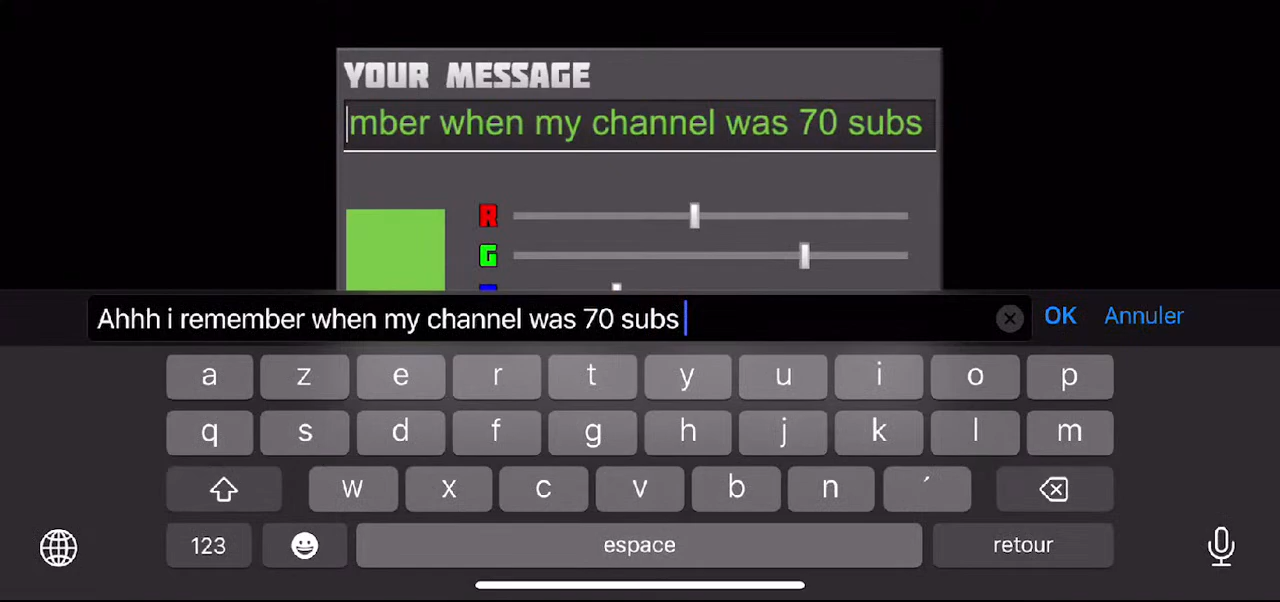 YOUR MESSAGE
mber when my channel was 70 subs
R
G
Ahhh i remember when my channel was 70 subs
OK
Annuler
a z e r t y u i o p
q s d f g h j k l m
w x c v b n ´
123
espace
retour